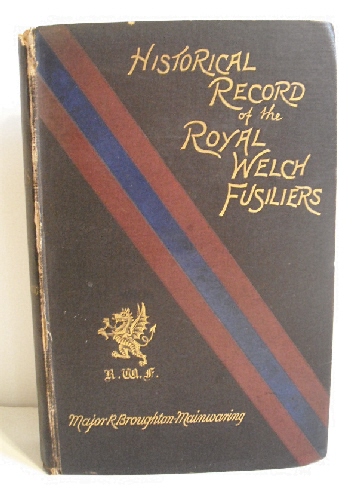 HISTORICAL
RECORD
of the
ROYAL
WELCH
FUSILIERS
R.W.F.
Major R. Broughton-Mainwaring